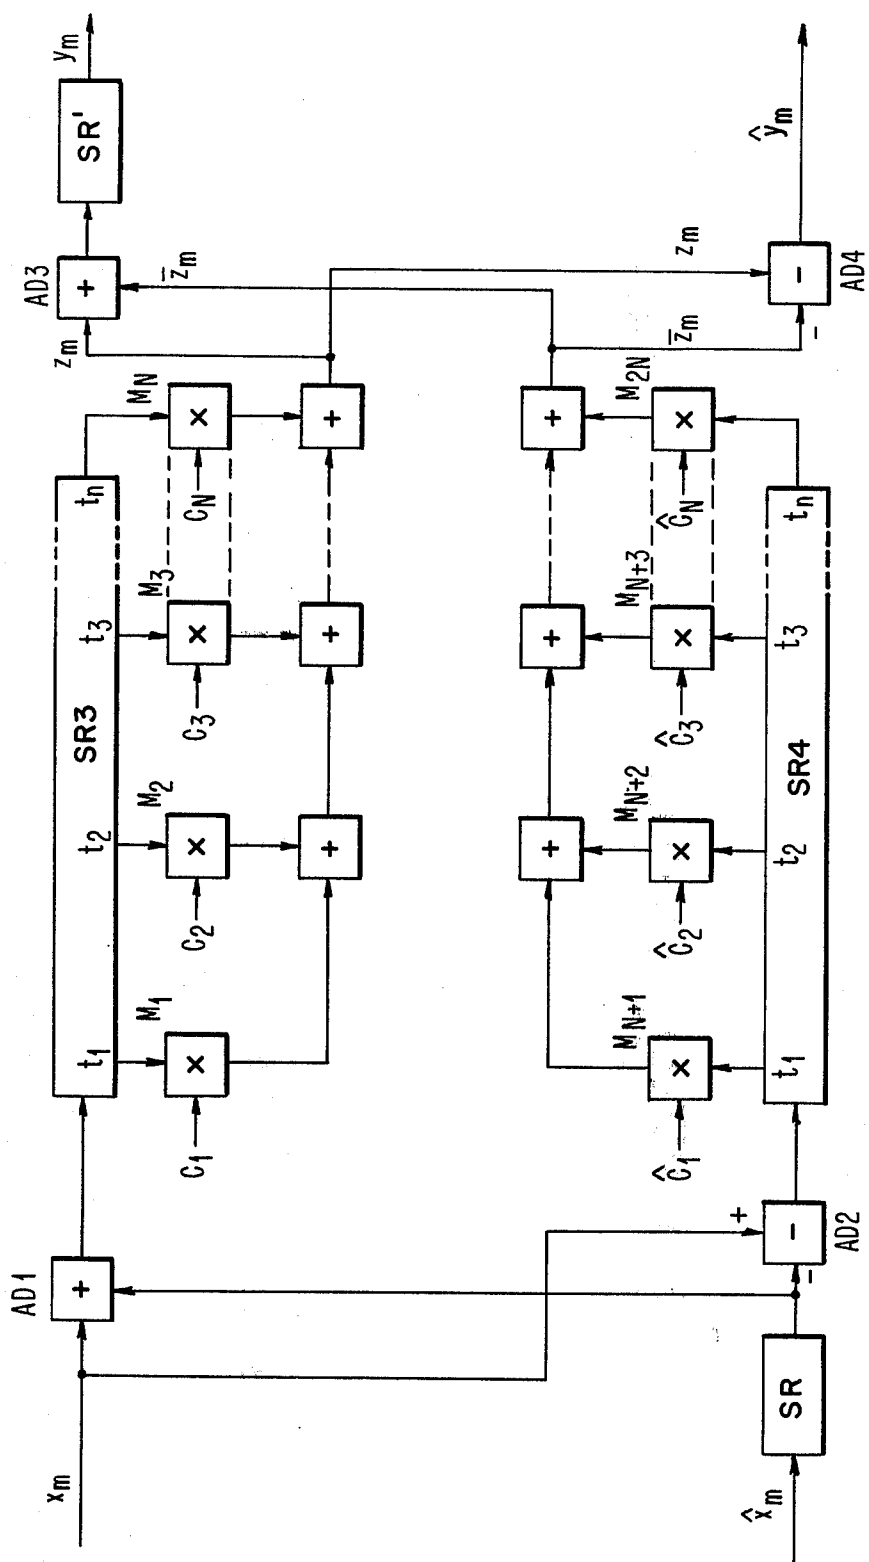 x_m
AD1
+
SR3
t_1 t_2 t_3 t_n
M_1 M_2 M_3 M_N
× × × ×
C_1 C_2 C_3 C_N
+ + +
z_m
AD3
+
z̄_m
SR'
y_m
x̂_m
SR
+
-
-
AD2
+ + +
M_N+1 M_N+2 M_N+3 M_2N
× × × ×
Ĉ_1 Ĉ_2 Ĉ_3 Ĉ_N
t_1 t_2 t_3 t_n
SR4
z̄_m
z_m
-
-
AD4
ŷ_m